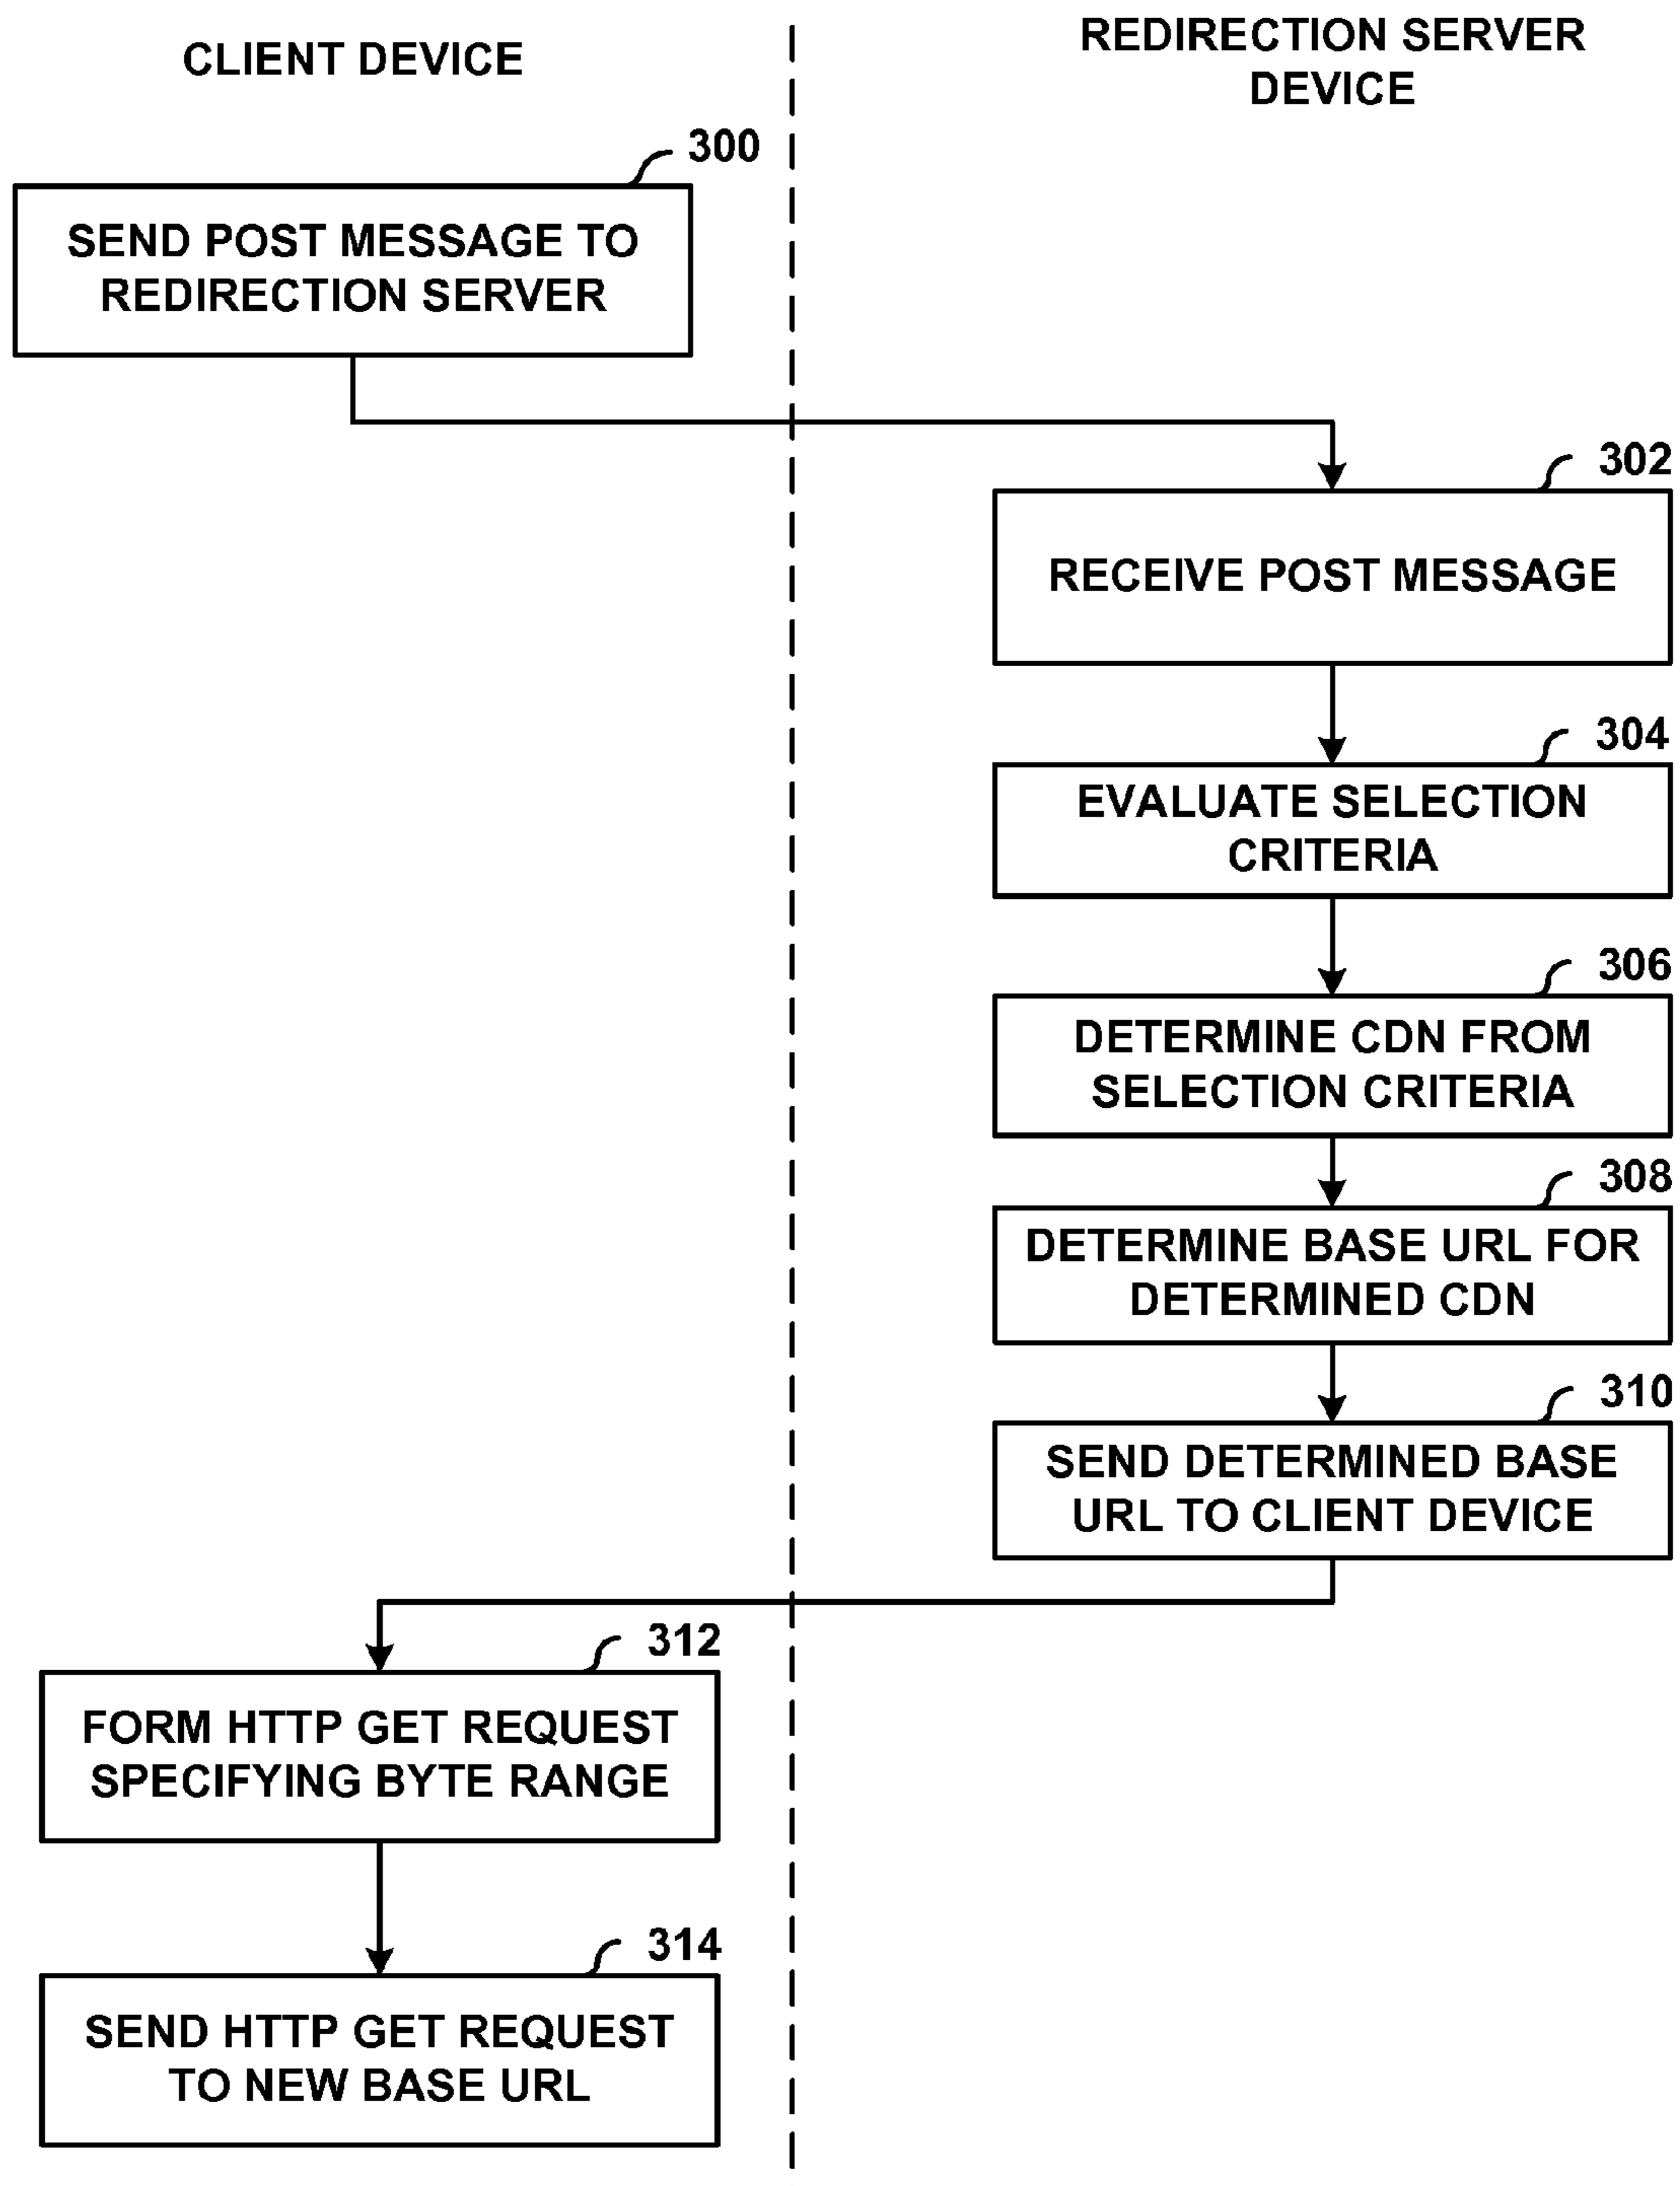 CLIENT DEVICE
REDIRECTION SERVER
DEVICE
300
SEND POST MESSAGE TO
REDIRECTION SERVER
302
RECEIVE POST MESSAGE
304
EVALUATE SELECTION
CRITERIA
306
DETERMINE CDN FROM
SELECTION CRITERIA
308
DETERMINE BASE URL FOR
DETERMINED CDN
310
SEND DETERMINED BASE
URL TO CLIENT DEVICE
312
FORM HTTP GET REQUEST
SPECIFYING BYTE RANGE
314
SEND HTTP GET REQUEST
TO NEW BASE URL